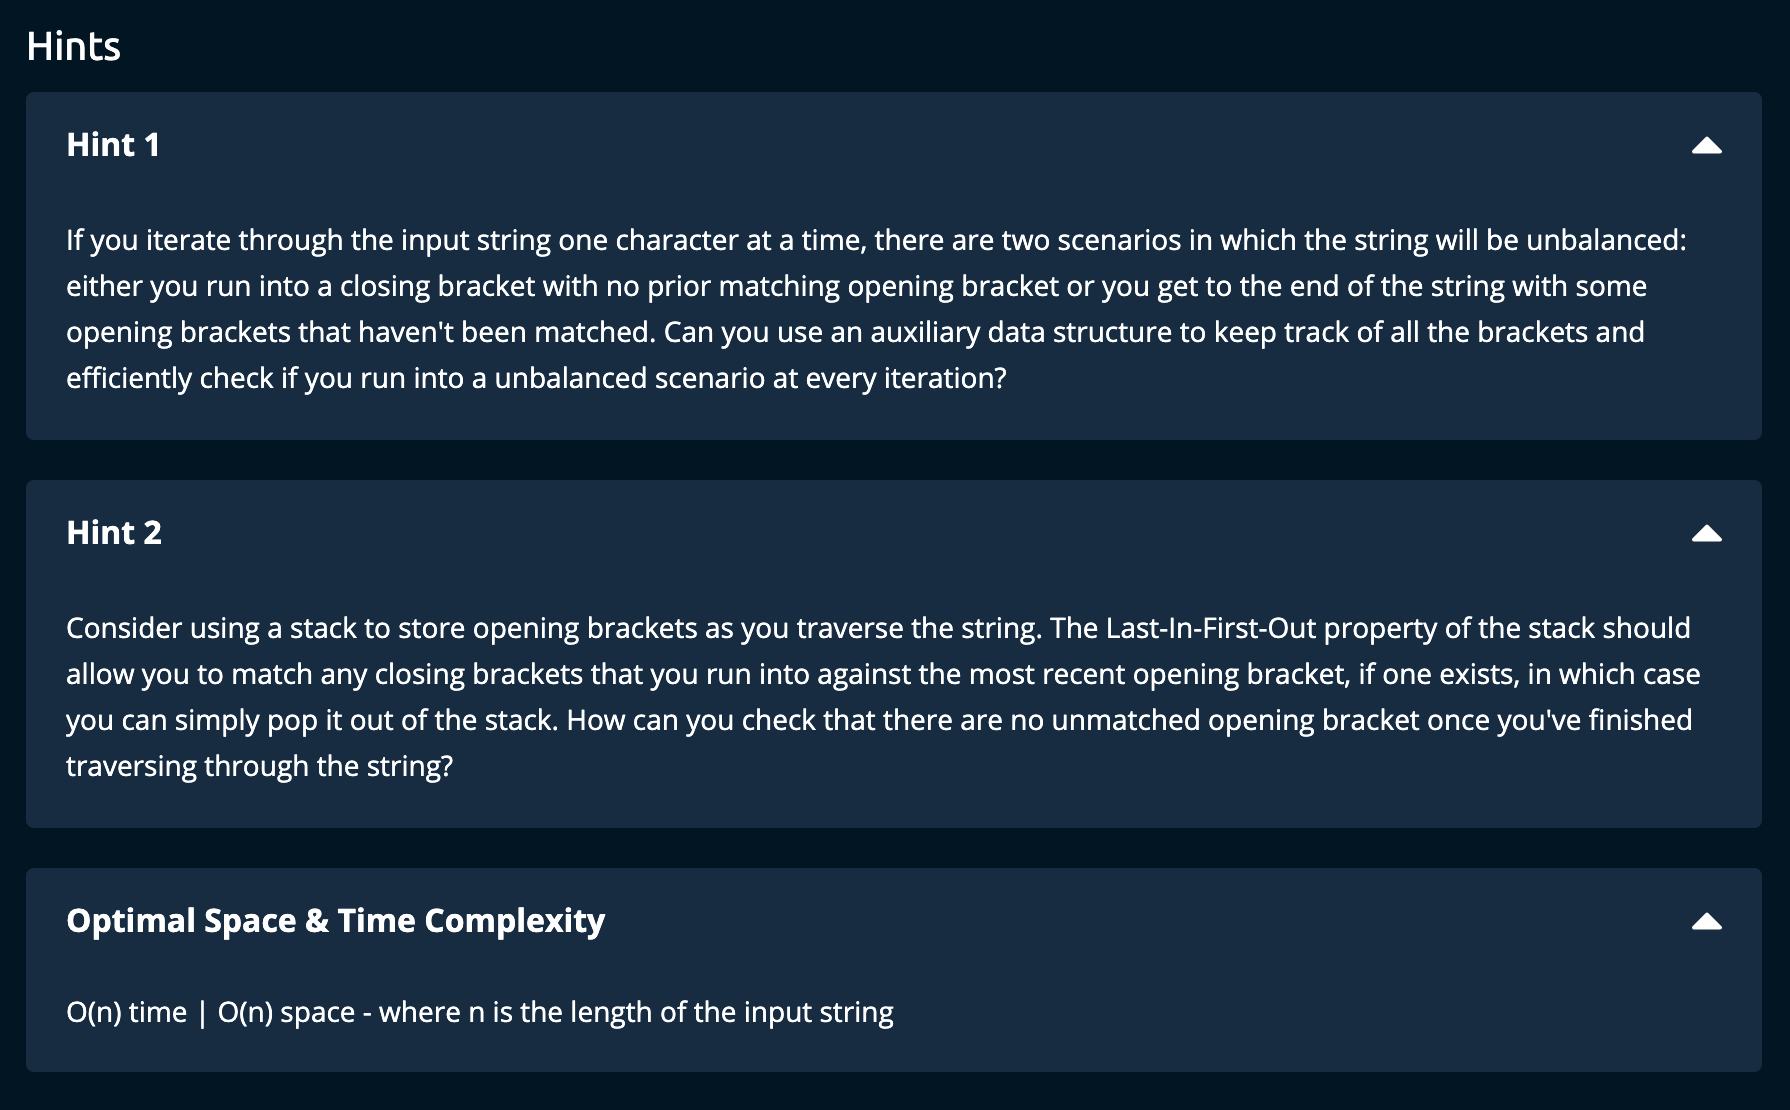 Hints
Hint 1
If you iterate through the input string one character at a time, there are two scenarios in which the string will be unbalanced:
either you run into a closing bracket with no prior matching opening bracket or you get to the end of the string with some
opening brackets that haven't been matched. Can you use an auxiliary data structure to keep track of all the brackets and
efficiently check if you run into a unbalanced scenario at every iteration?
Hint 2
Consider using a stack to store opening brackets as you traverse the string. The Last-In-First-Out property of the stack should
allow you to match any closing brackets that you run into against the most recent opening bracket, if one exists, in which case
you can simply pop it out of the stack. How can you check that there are no unmatched opening bracket once you've finished
traversing through the string?
Optimal Space & Time Complexity
O(n) time | O(n) space - where n is the length of the input string